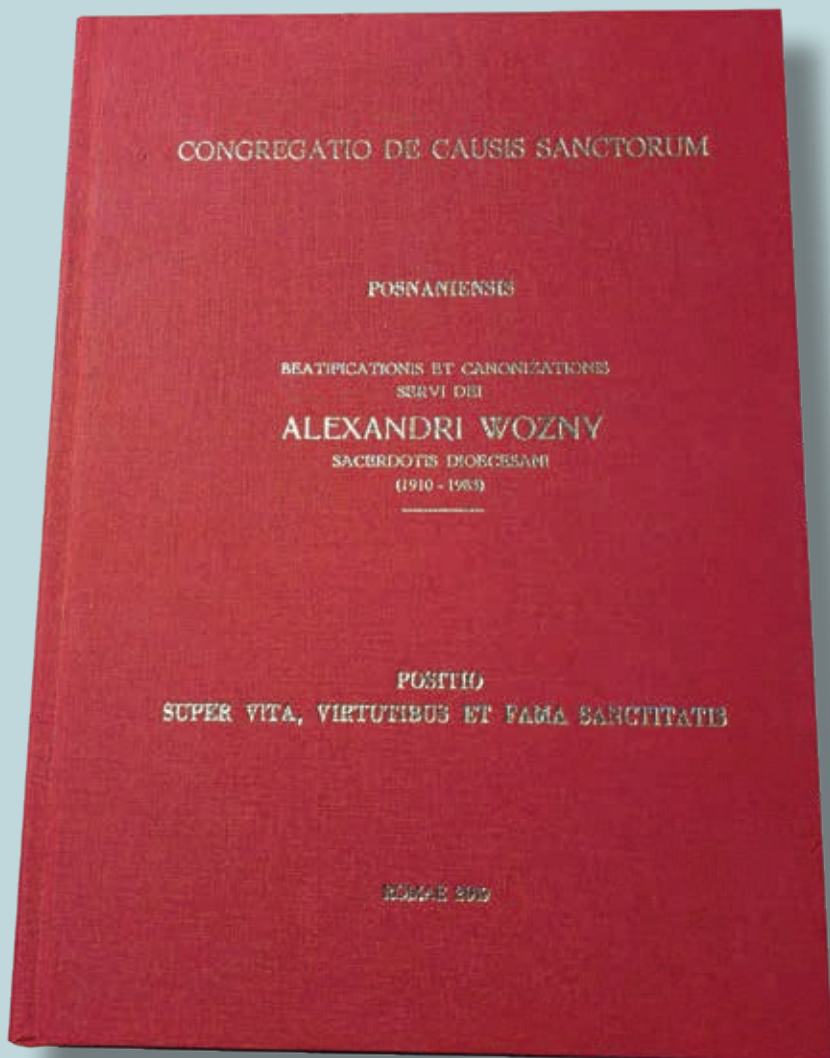 CONGREGATIO DE CAUSIS SANCTORUM
POSNANIENSIS
BEATIFICATIONIS ET CANONIZATIONIS
SERVI DEI
ALEXANDRI WOZNY
SACERDOTIS DIOECESANI
(1910 - 1983)
POSITIO
SUPER VITA, VIRTUTIBUS ET FAMA SANCTITATIS
ROMAE 2019